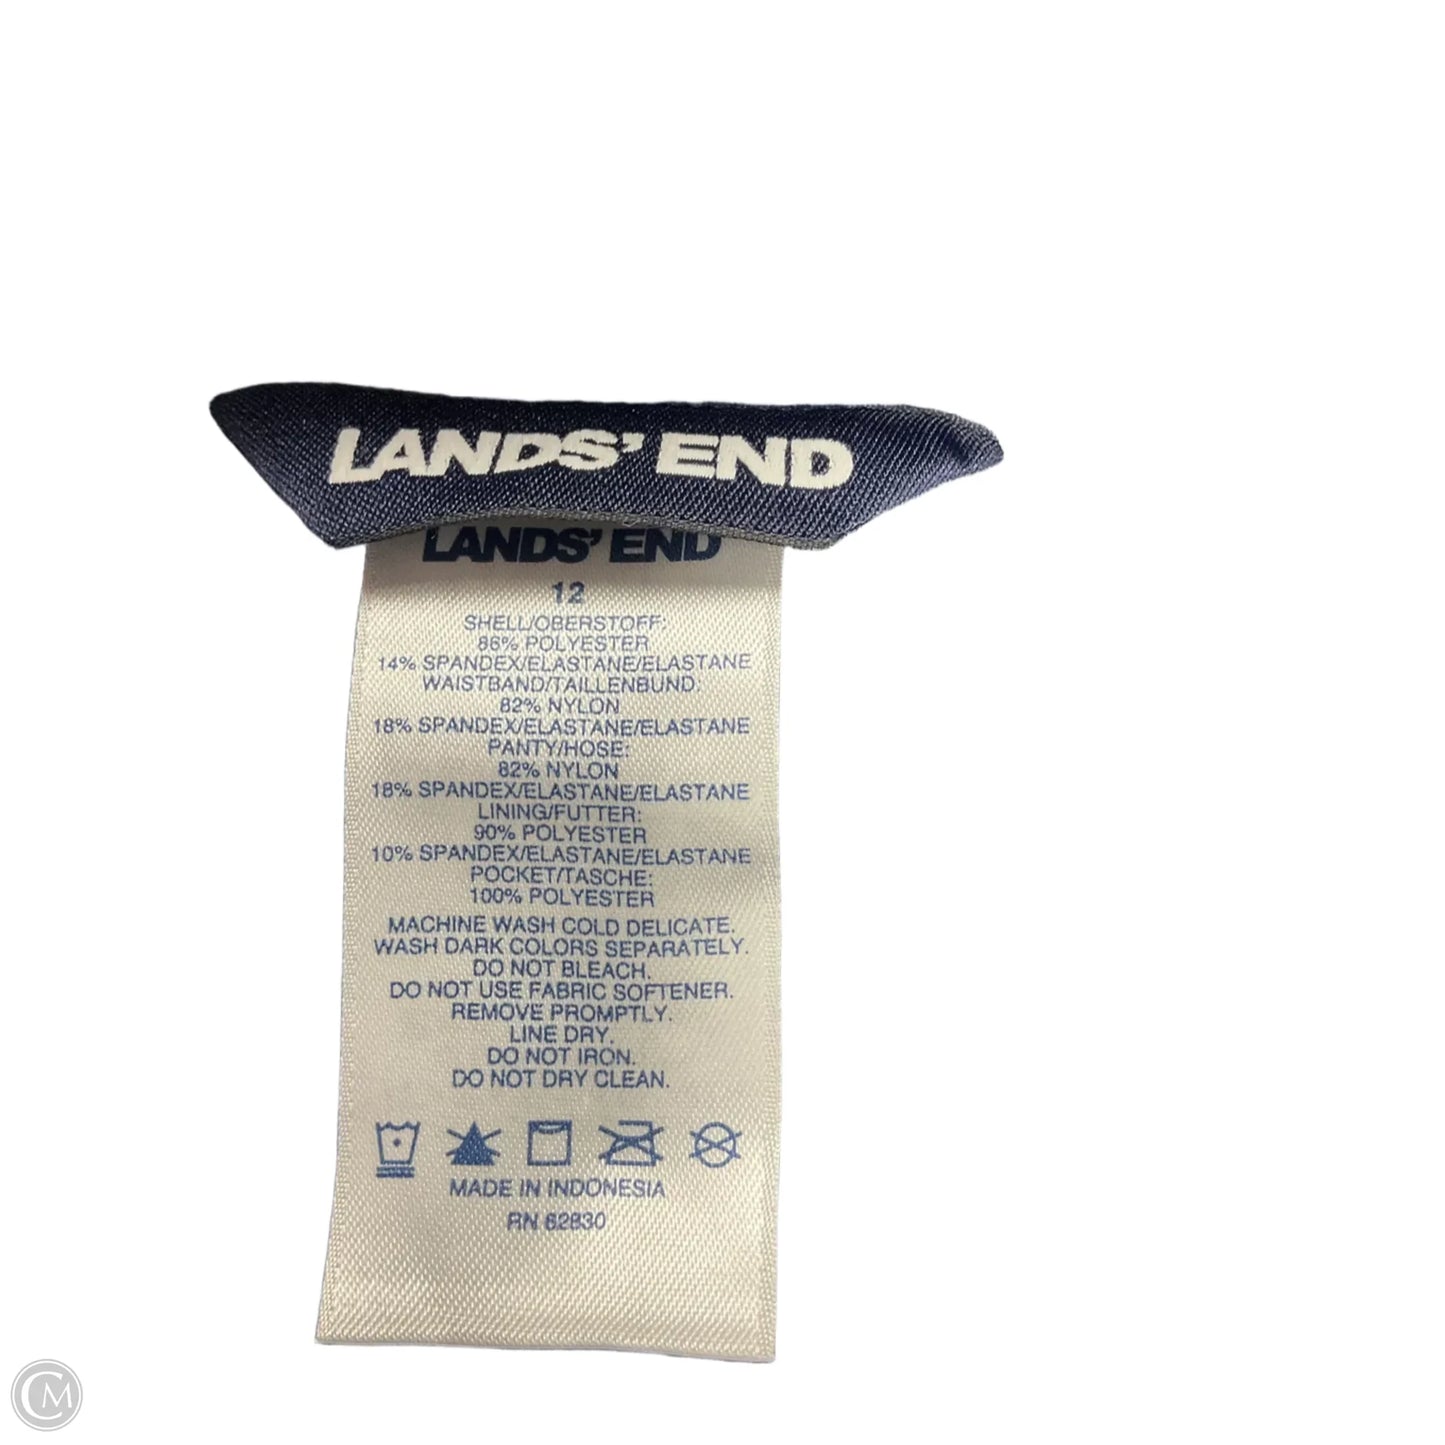 LANDS' END
LANDS' END
12
SHELL/OBERSTOFF:
86% POLYESTER
14% SPANDEX/ELASTANE/ELASTANE
WAISTBAND/TAILLENBUND:
82% NYLON
18% SPANDEX/ELASTANE/ELASTANE
PANTY/HOSE:
82% NYLON
18% SPANDEX/ELASTANE/ELASTANE
LINING/FUTTER:
90% POLYESTER
10% SPANDEX/ELASTANE/ELASTANE
POCKET/TASCHE:
100% POLYESTER
MACHINE WASH COLD DELICATE.
WASH DARK COLORS SEPARATELY.
DO NOT BLEACH.
DO NOT USE FABRIC SOFTENER.
REMOVE PROMPTLY.
LINE DRY.
DO NOT IRON.
DO NOT DRY CLEAN.
MADE IN INDONESIA
RN 62830
CM